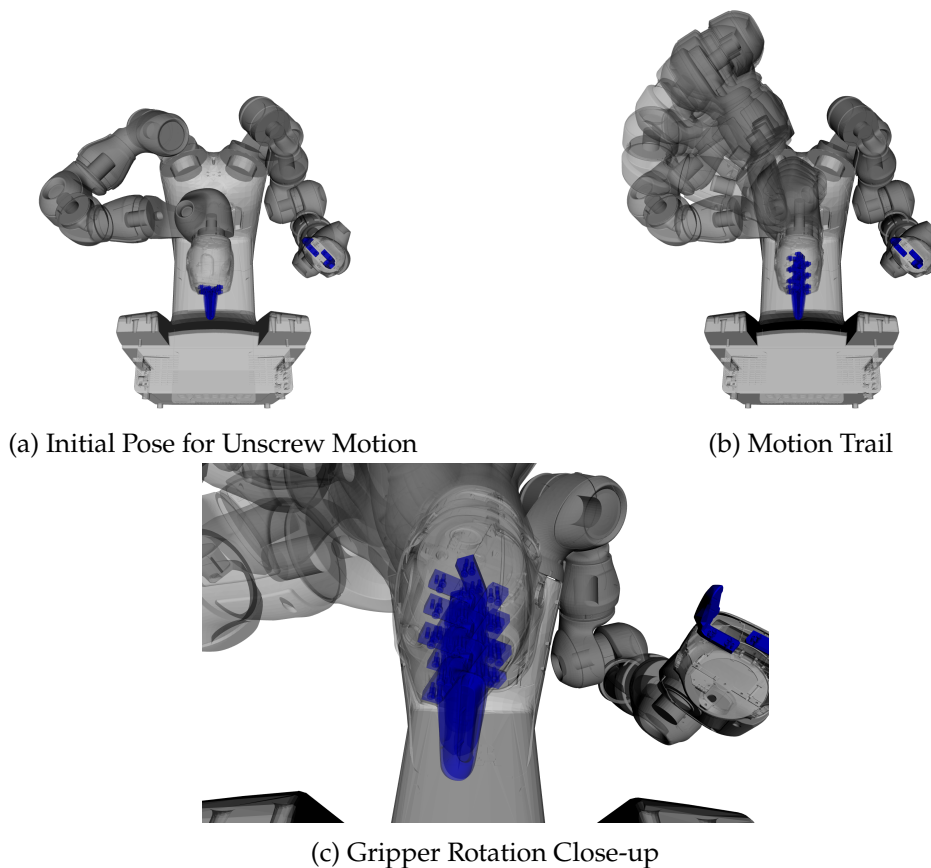 (a) Initial Pose for Unscrew Motion
(b) Motion Trail
(c) Gripper Rotation Close-up